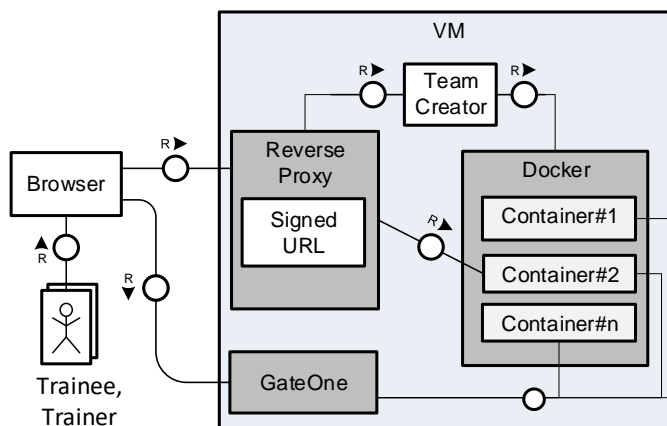 VM
R
R
Team
Creator
R
Reverse
Proxy
Docker
Browser
Signed
URL
R
Container#1
R
R
Container#2
Container#n
GateOne
Trainee,
Trainer